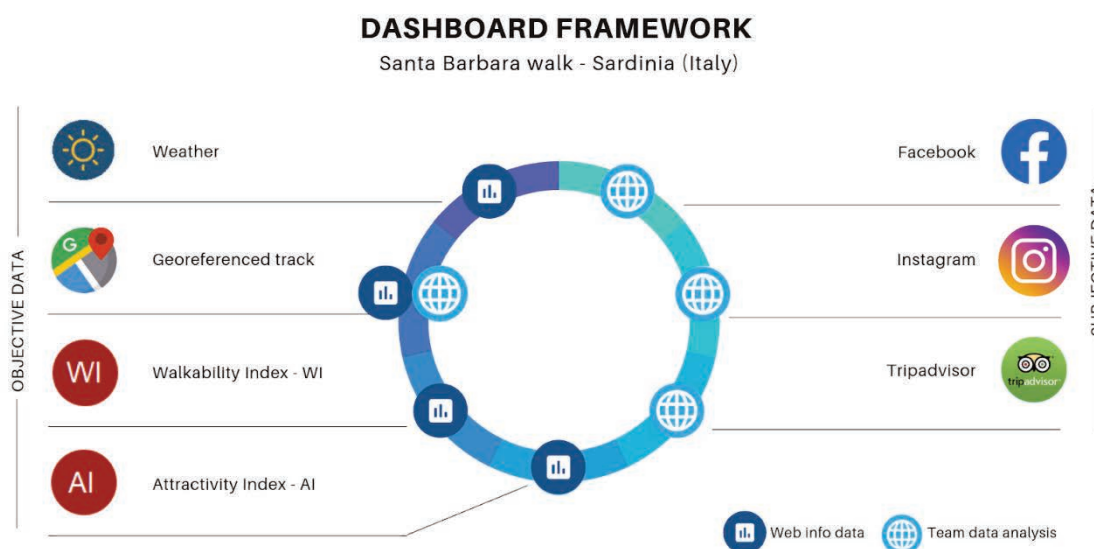 DASHBOARD FRAMEWORK
Santa Barbara walk - Sardinia (Italy)
OBJECTIVE DATA
Weather
G
Georeferenced track
WI
Walkability Index - WI
AI
Attractivity Index - AI
Facebook
f
Instagram
Tripadvisor
tripadvisor
Web info data
Team data analysis